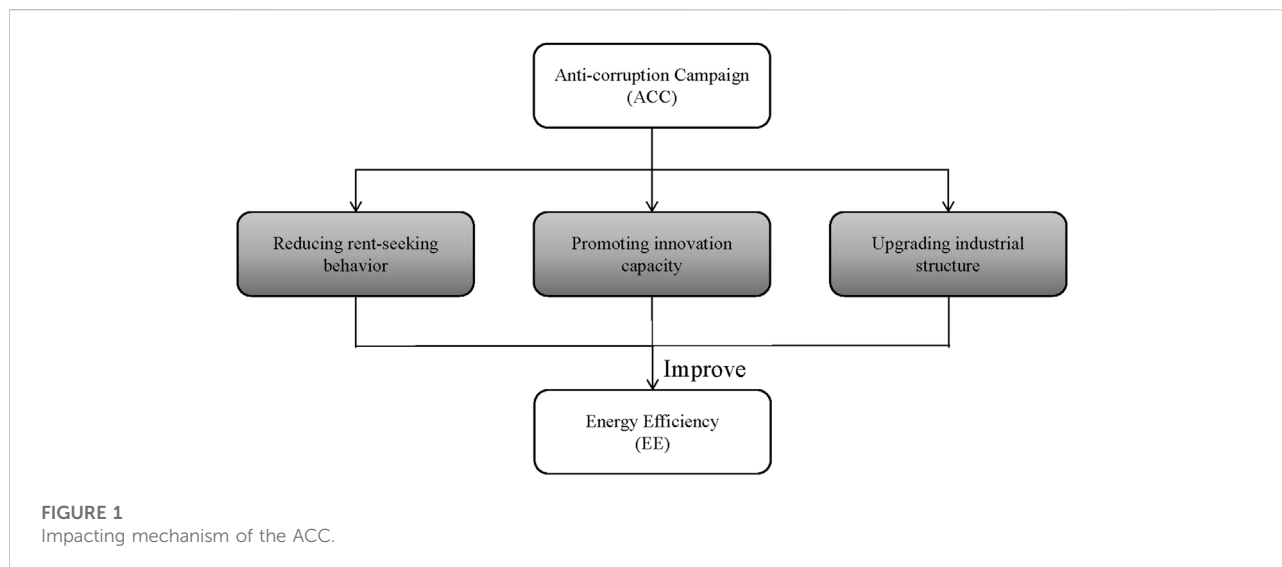 Anti-corruption Campaign
(ACC)
Reducing rent-seeking
behavior
Promoting innovation
capacity
Upgrading industrial
structure
Improve
Energy Efficiency
(EE)
FIGURE 1
Impacting mechanism of the ACC.